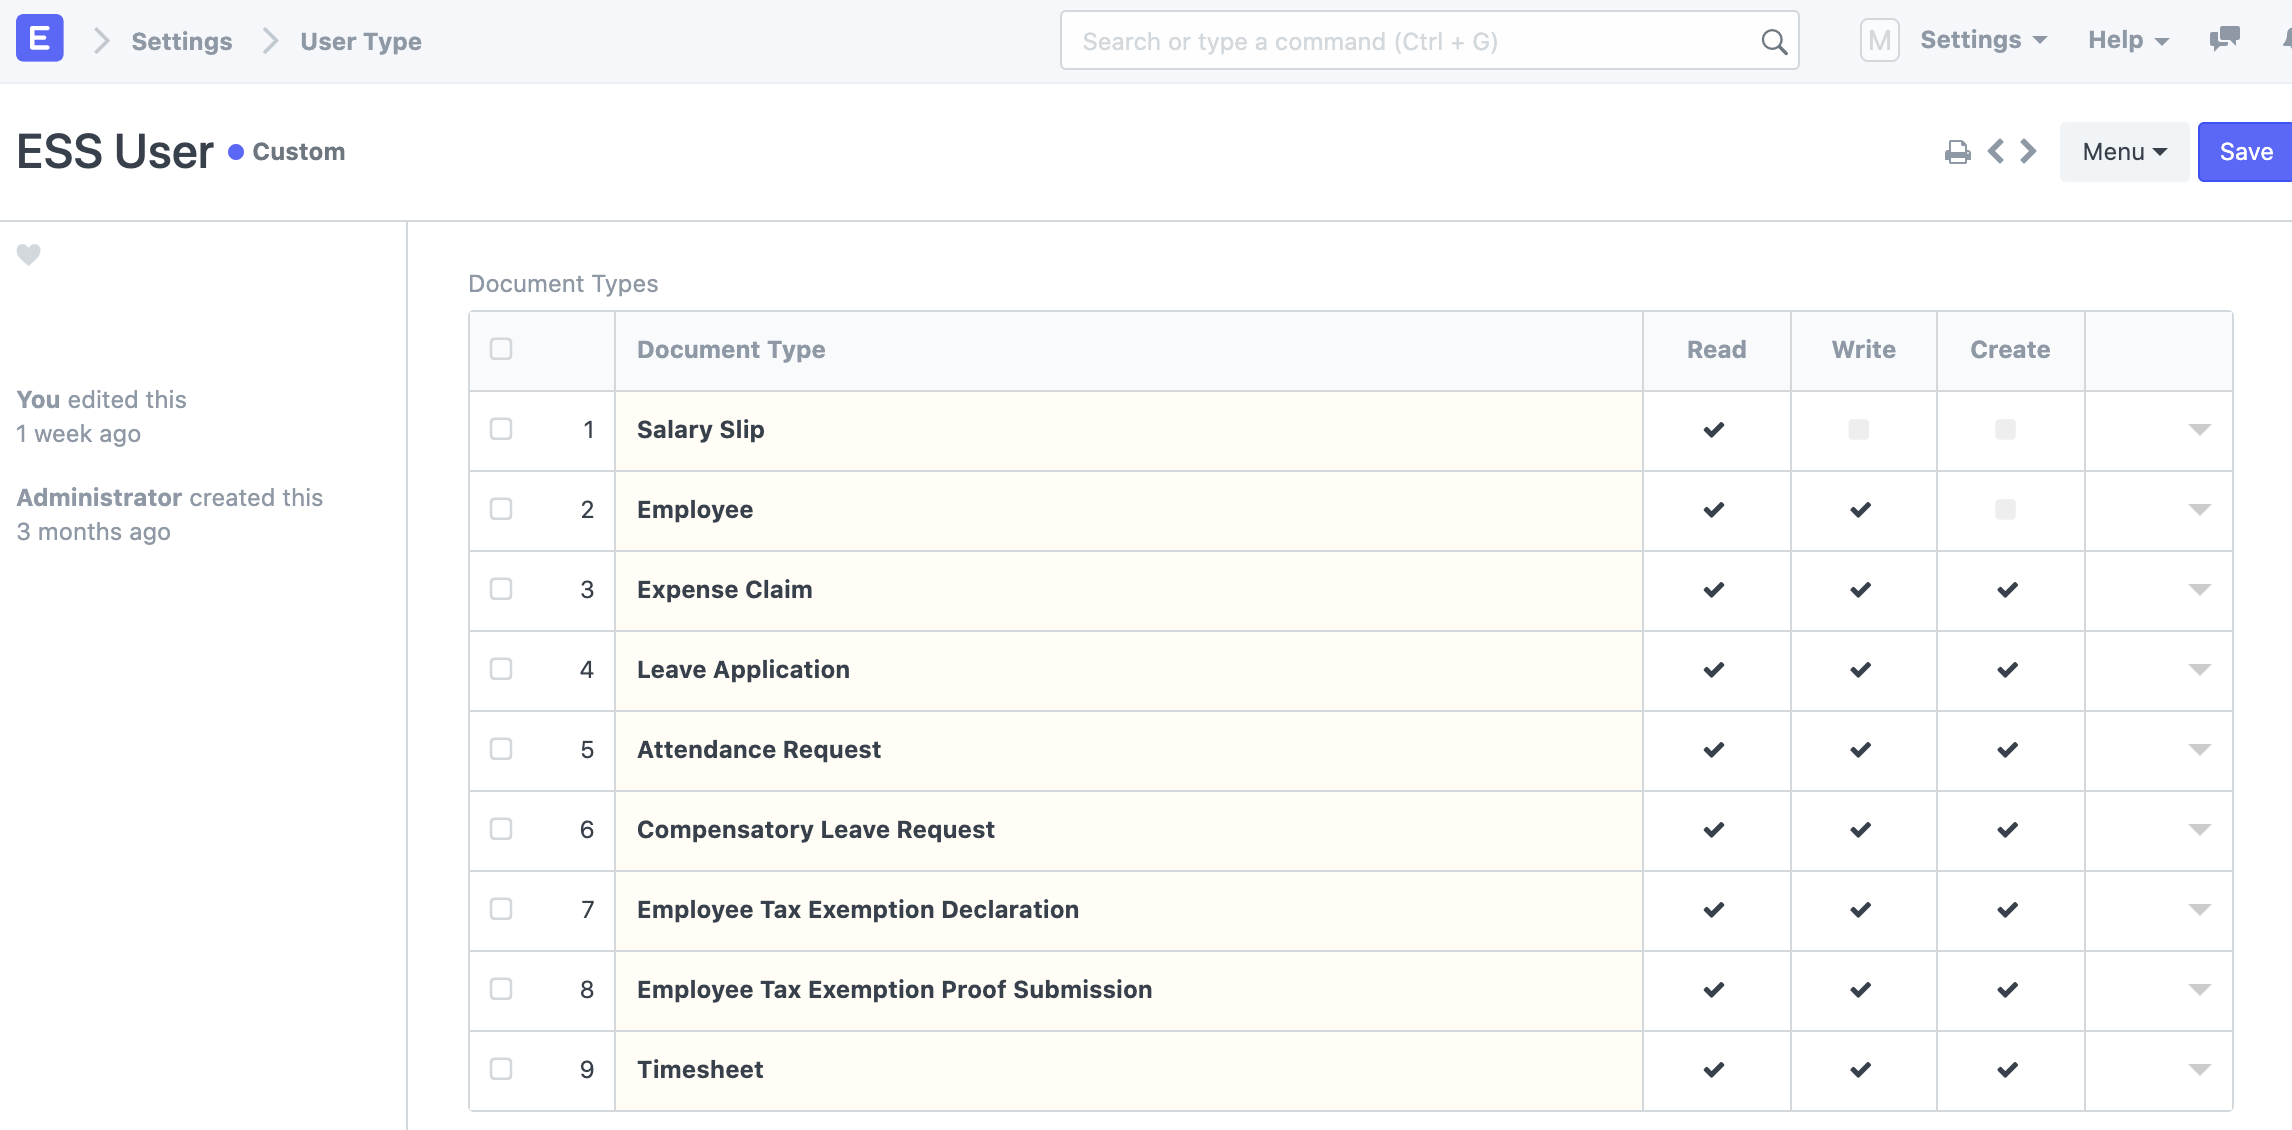 E Settings User Type Search or type a command (Ctrl + G) M Settings Help
ESS User Custom Menu Save
You edited this
1 week ago
Administrator created this
3 months ago
Document Types
Document Type Read Write Create
1 Salary Slip
2 Employee
3 Expense Claim
4 Leave Application
5 Attendance Request
6 Compensatory Leave Request
7 Employee Tax Exemption Declaration
8 Employee Tax Exemption Proof Submission
9 Timesheet